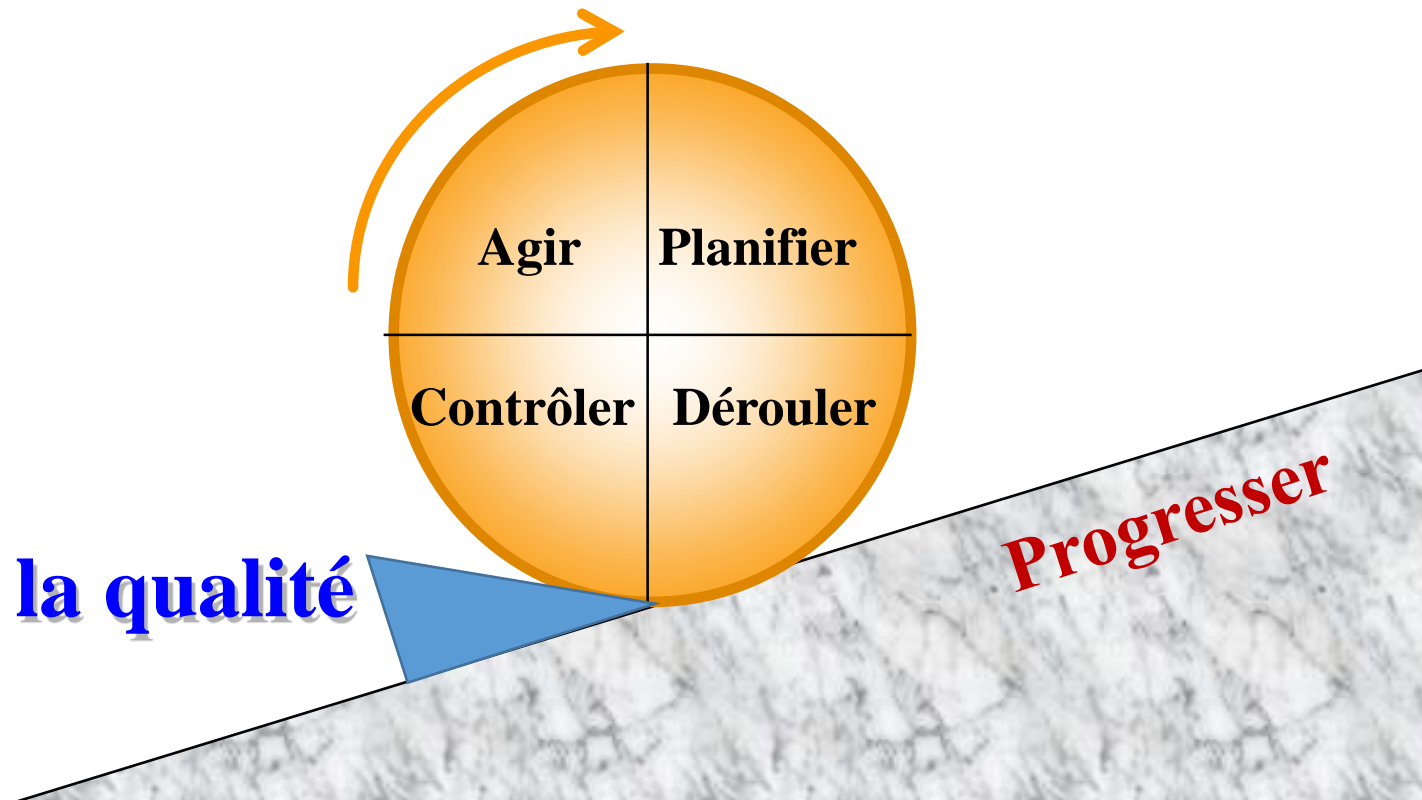 Agir
Planifier
Contrôler
Dérouler
la qualité
Progresser